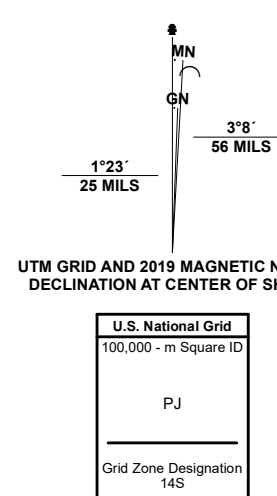 MN
GN
3°8´
56 MILS
1°23´
25 MILS
UTM GRID AND 2019 MAGNETIC N
DECLINATION AT CENTER OF SH
U.S. National Grid
100,000 - m Square ID
PJ
Grid Zone Designation
14S